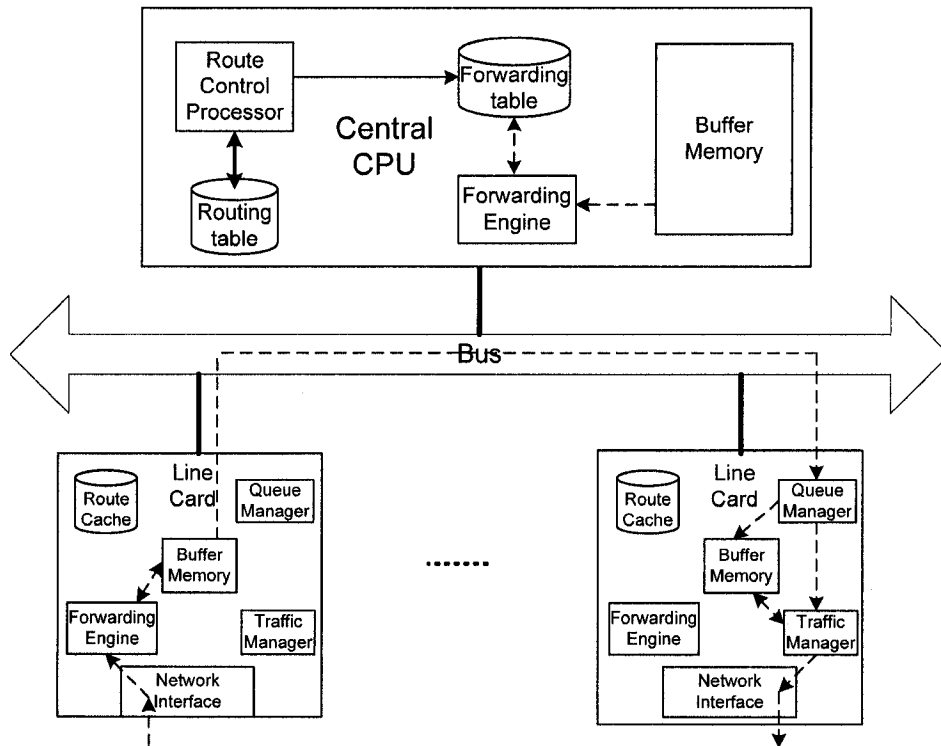 Route
Control
Processor
Forwarding
table
Central
CPU
Buffer
Memory
Routing
table
Forwarding
Engine
Bus
Line
Card
Route
Cache
Queue
Manager
Buffer
Memory
Forwarding
Engine
Traffic
Manager
Network
Interface
Line
Card
Route
Cache
Queue
Manager
Buffer
Memory
Forwarding
Engine
Traffic
Manager
Network
Interface